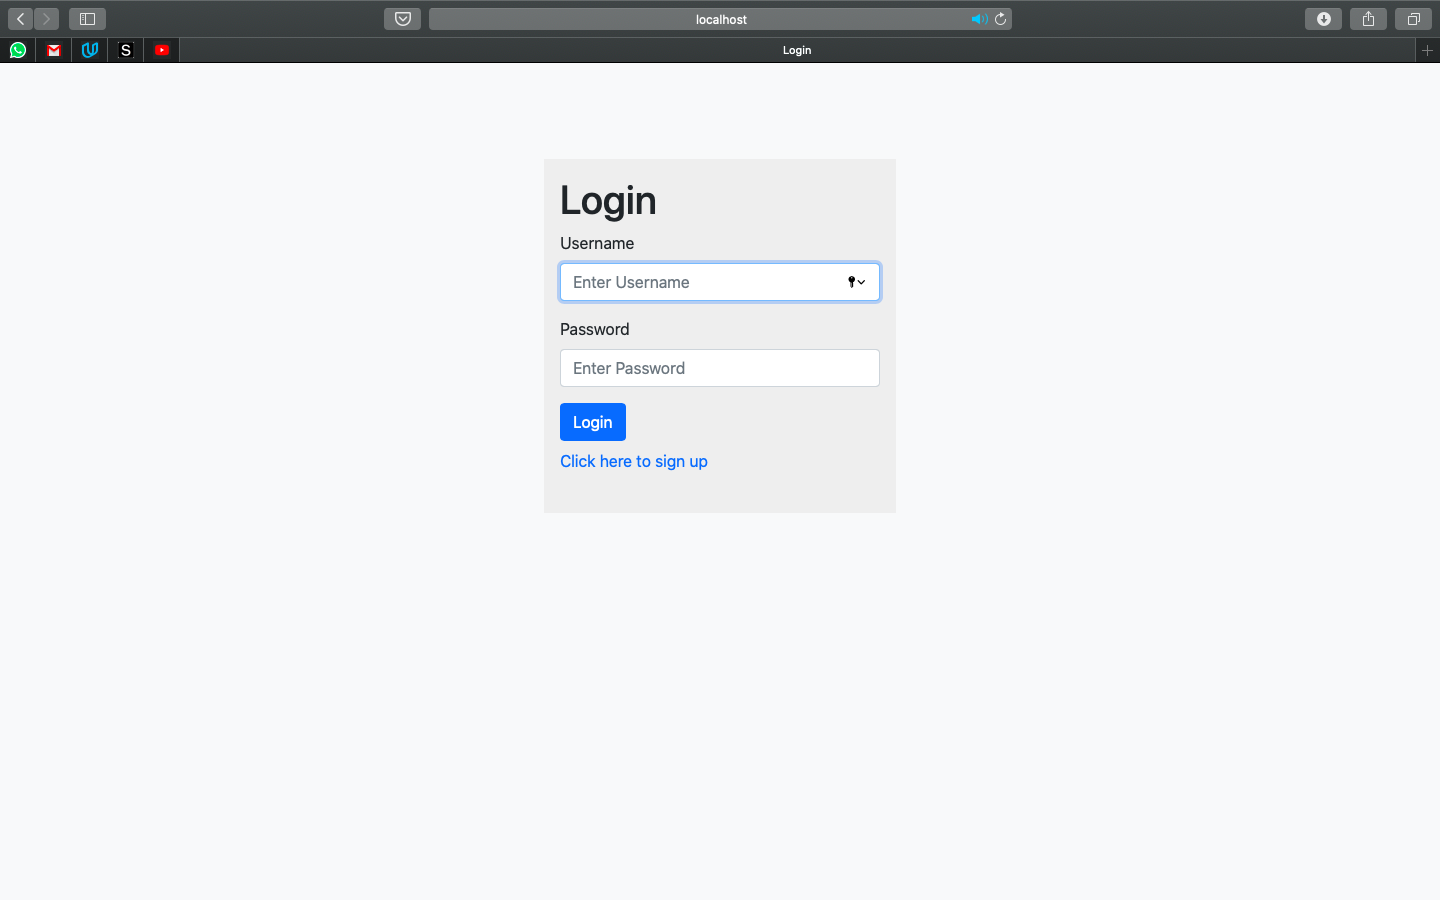 localhost
S
Login
Login
Username
Enter Username
Password
Enter Password
Login
Click here to sign up